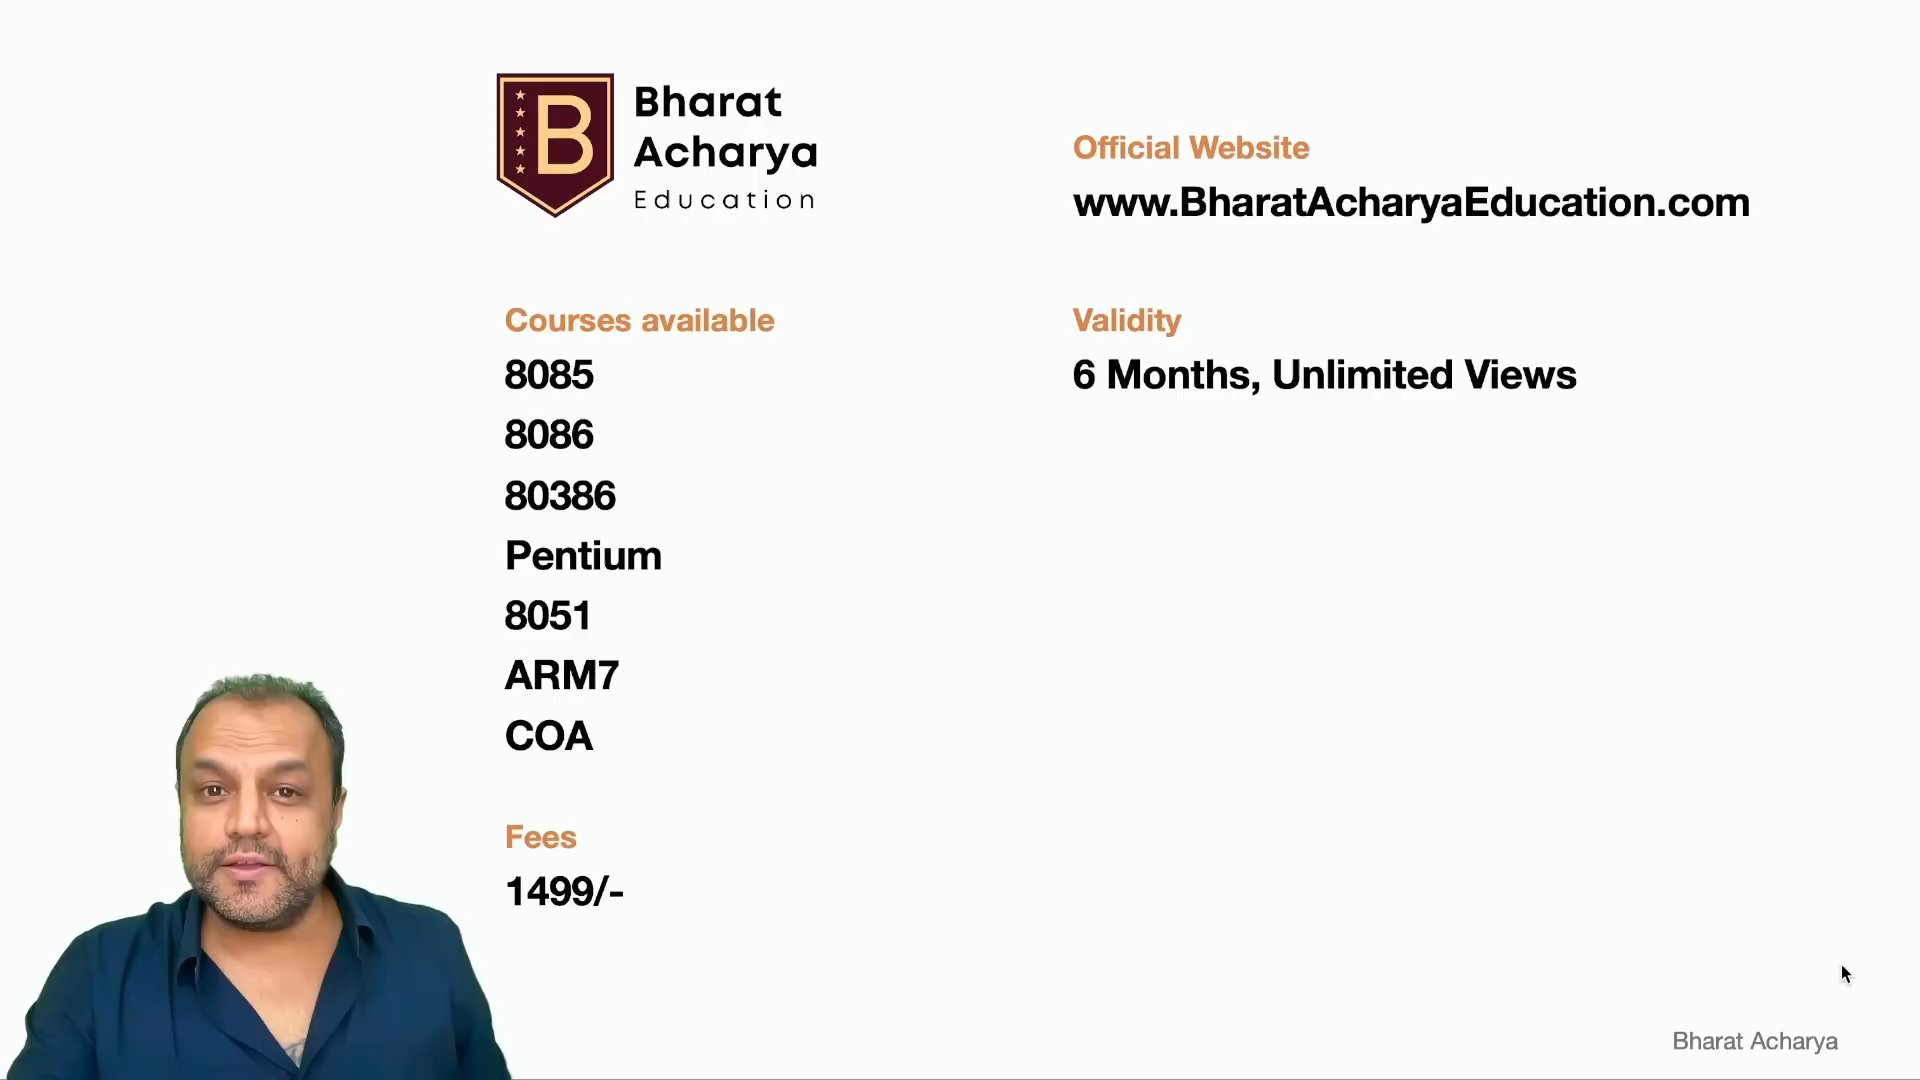 B
Bharat
Acharya
Education
Official Website
www.BharatAcharyaEducation.com
Courses available
8085
8086
80386
Pentium
8051
ARM7
COA
Validity
6 Months, Unlimited Views
Fees
1499/-
Bharat Acharya